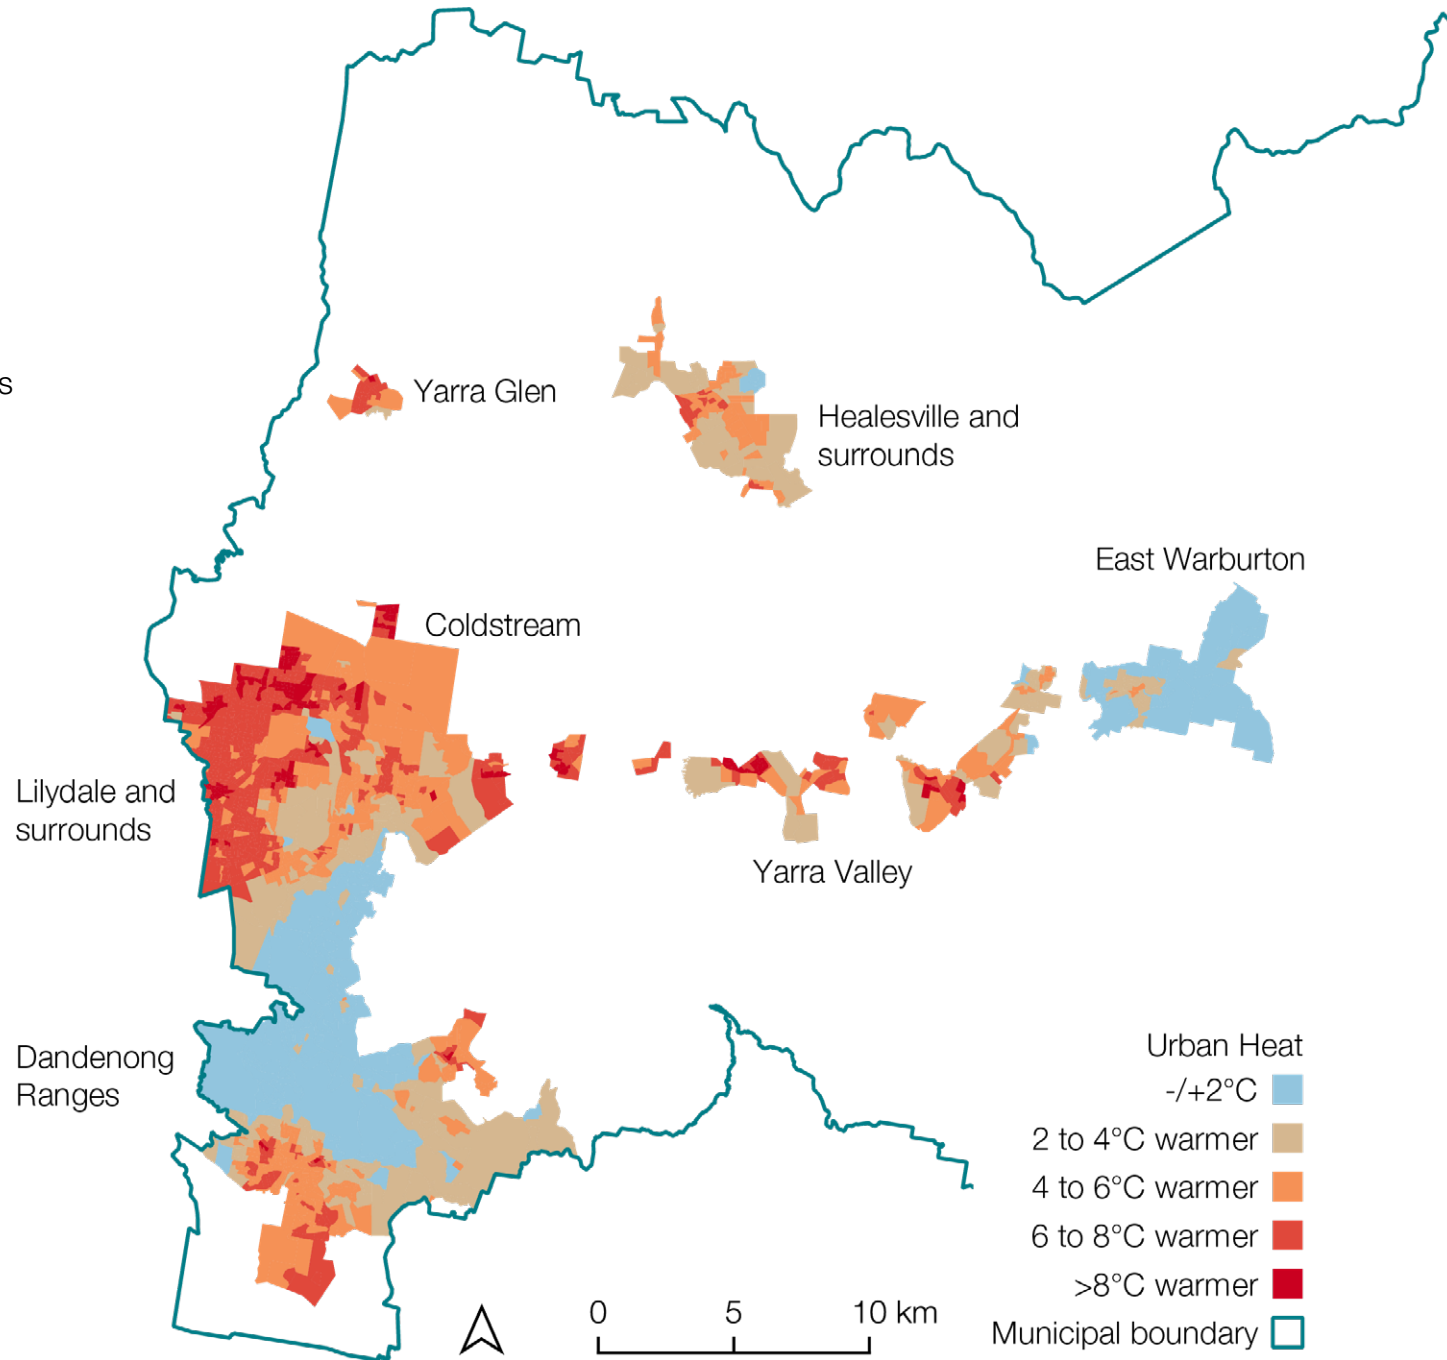 s
Yarra Glen
Healesville and
surrounds
East Warburton
Coldstream
Lilydale and
surrounds
Yarra Valley
Dandenong
Ranges
Urban Heat
-/+2°C
2 to 4°C warmer
4 to 6°C warmer
6 to 8°C warmer
>8°C warmer
0 5 10 km
Municipal boundary